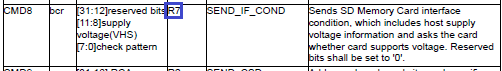 CMD8 bcr [31:12]reserved bits R7 SEND_IF_COND Sends SD Memory Card interface
[11:8]supply condition, which includes host supply
voltage(VHS) voltage information and asks the card
[7:0]check pattern whether card supports voltage. Reserved
bits shall be set to '0'.